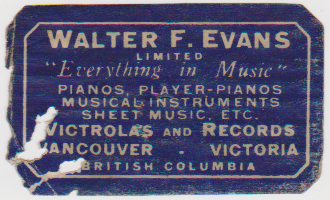 WALTER F. EVANS
LIMITED
"Everything in Music"
PIANOS, PLAYER-PIANOS
MUSICAL INSTRUMENTS
SHEET MUSIC, ETC.
VICTROLAS AND RECORDS
VANCOUVER - VICTORIA
BRITISH COLUMBIA